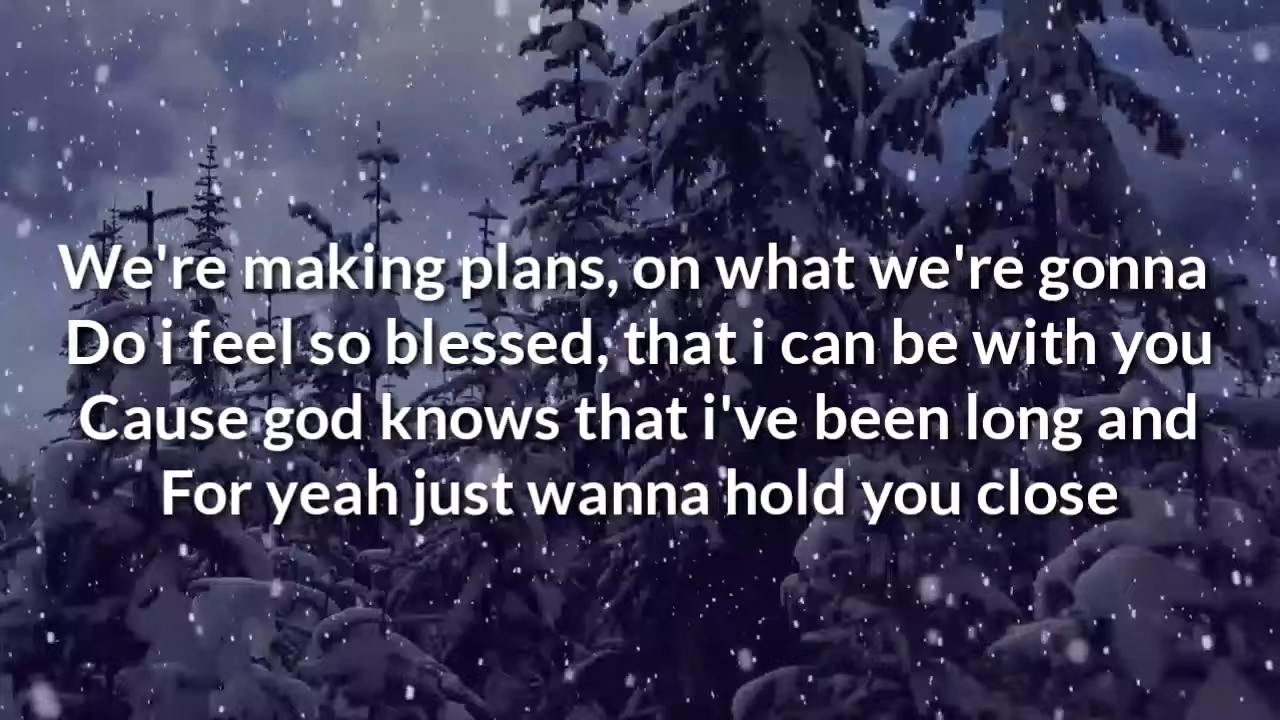 We're making plans, on what we're gonna
Do i feel so blessed, that i can be with you
Cause god knows that i've been long and
For yeah just wanna hold you close